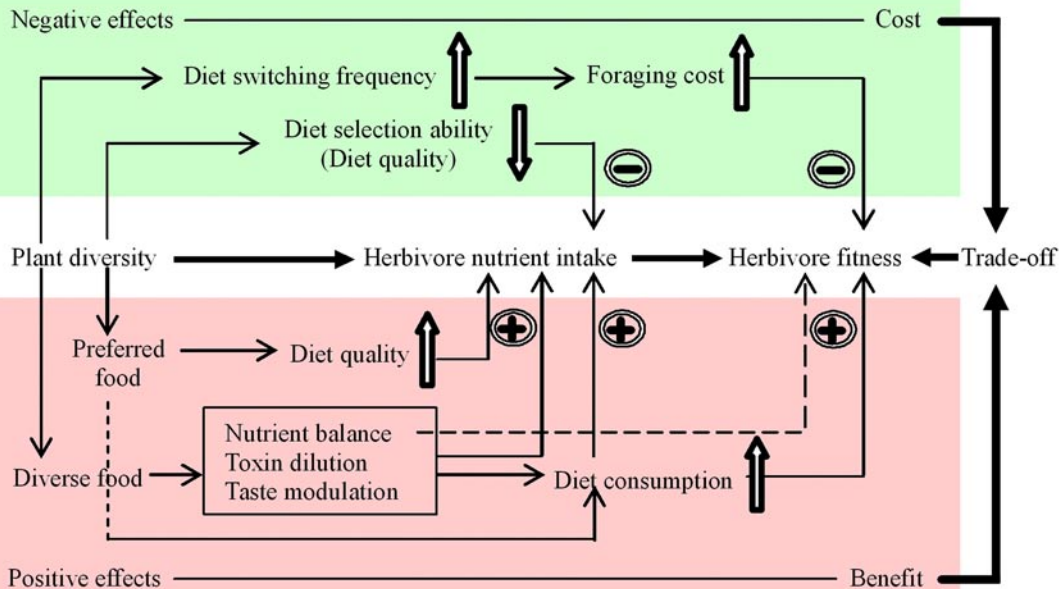 Negative effects
Cost
Diet switching frequency
Foraging cost
Diet selection ability
(Diet quality)
Plant diversity
Herbivore nutrient intake
Herbivore fitness
Trade-off
Preferred
food
Diet quality
Nutrient balance
Toxin dilution
Taste modulation
Diverse food
Diet consumption
Positive effects
Benefit